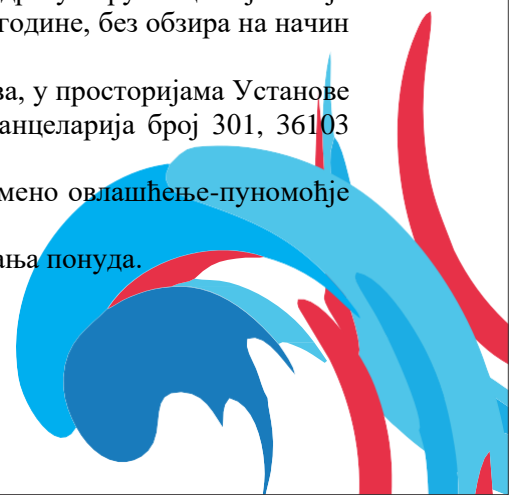 године, без обзира на начин
ва, у просторијама Установе
анцеларија број 301, 36103
мено овлашћење-пуномоћје
ања понуда.